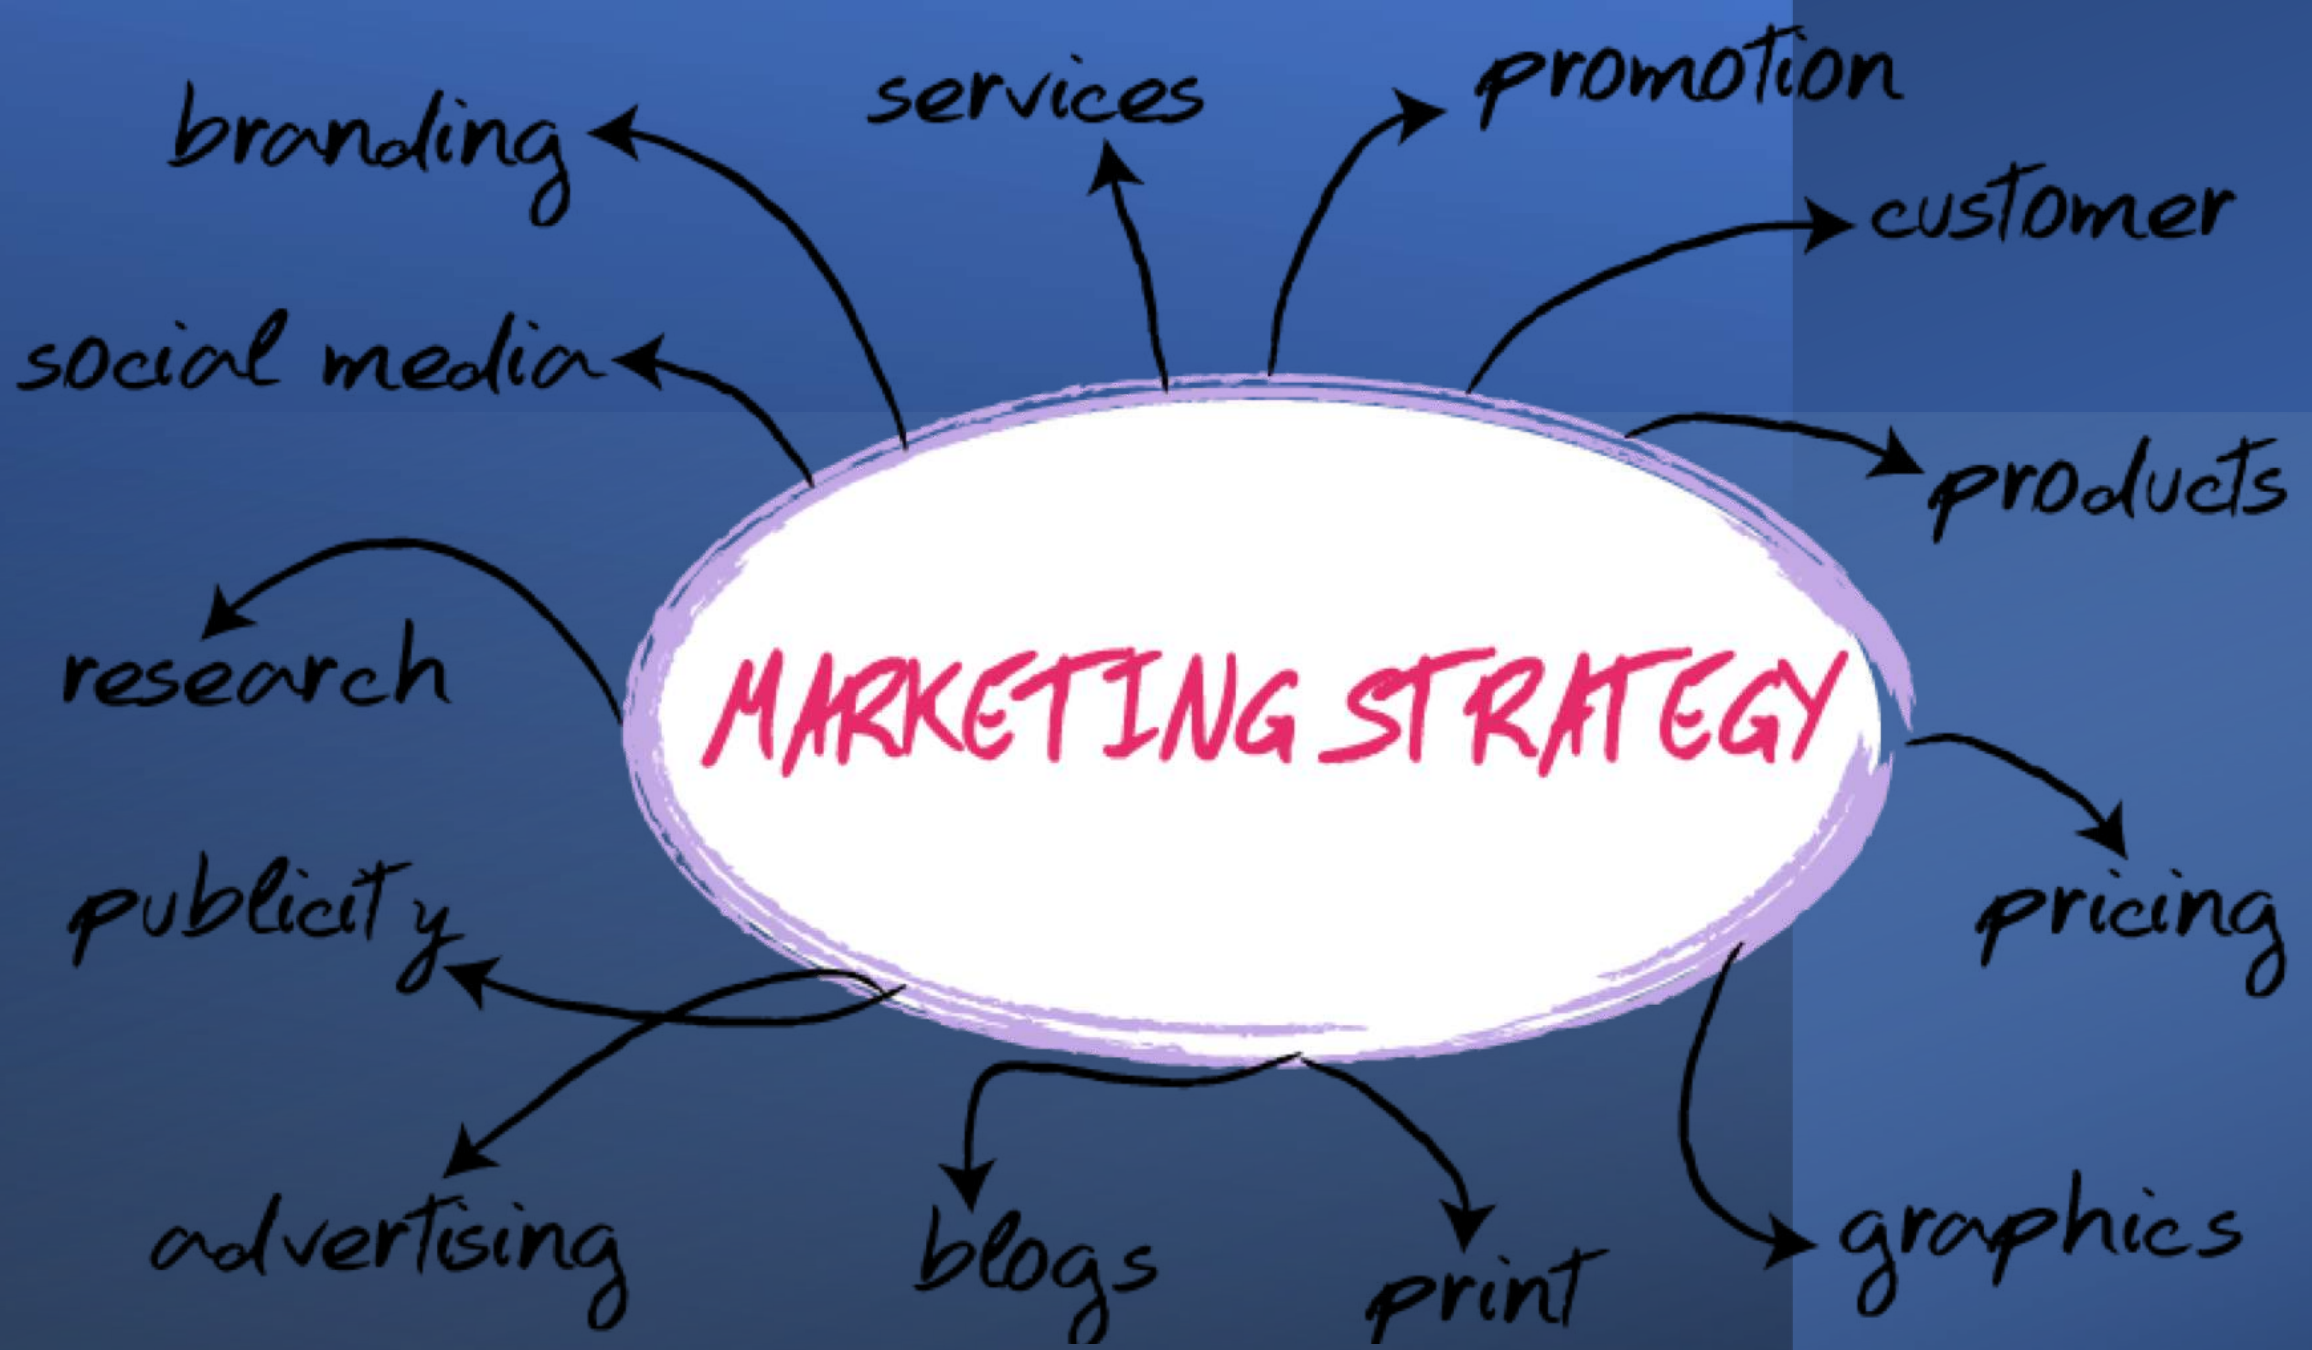 promotion
services
branding
customer
social media
products
research
MARKETING STRATEGY
publicity
pricing
advertising
blogs
print
graphics